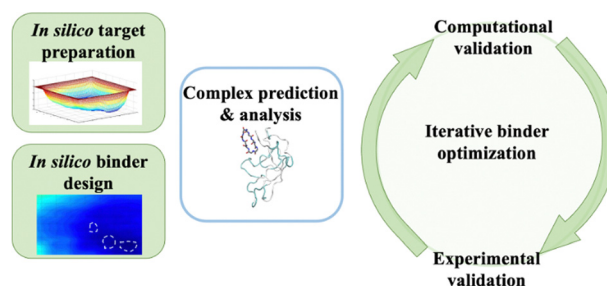 In silico target
preparation
In silico binder
design
Complex prediction
& analysis
Computational
validation
Iterative binder
optimization
Experimental
validation